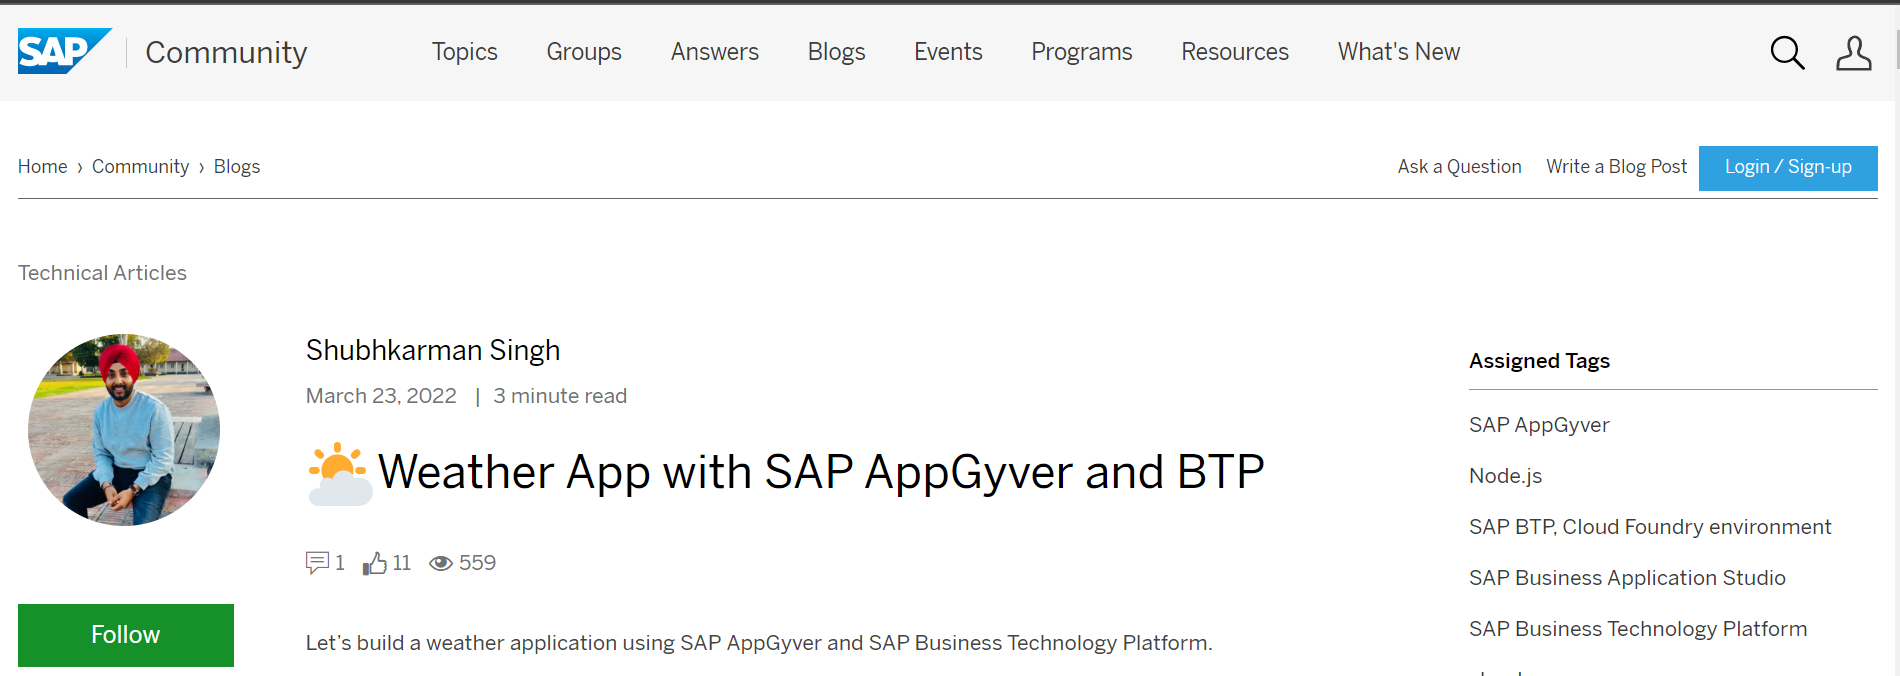 SAP Community Topics Groups Answers Blogs Events Programs Resources What's New
Home › Community › Blogs
Ask a Question Write a Blog Post Login / Sign-up
Technical Articles
Shubhkarman Singh
March 23, 2022 | 3 minute read
Weather App with SAP AppGyver and BTP
1 11 559
Follow
Let’s build a weather application using SAP AppGyver and SAP Business Technology Platform.
Assigned Tags
SAP AppGyver
Node.js
SAP BTP, Cloud Foundry environment
SAP Business Application Studio
SAP Business Technology Platform